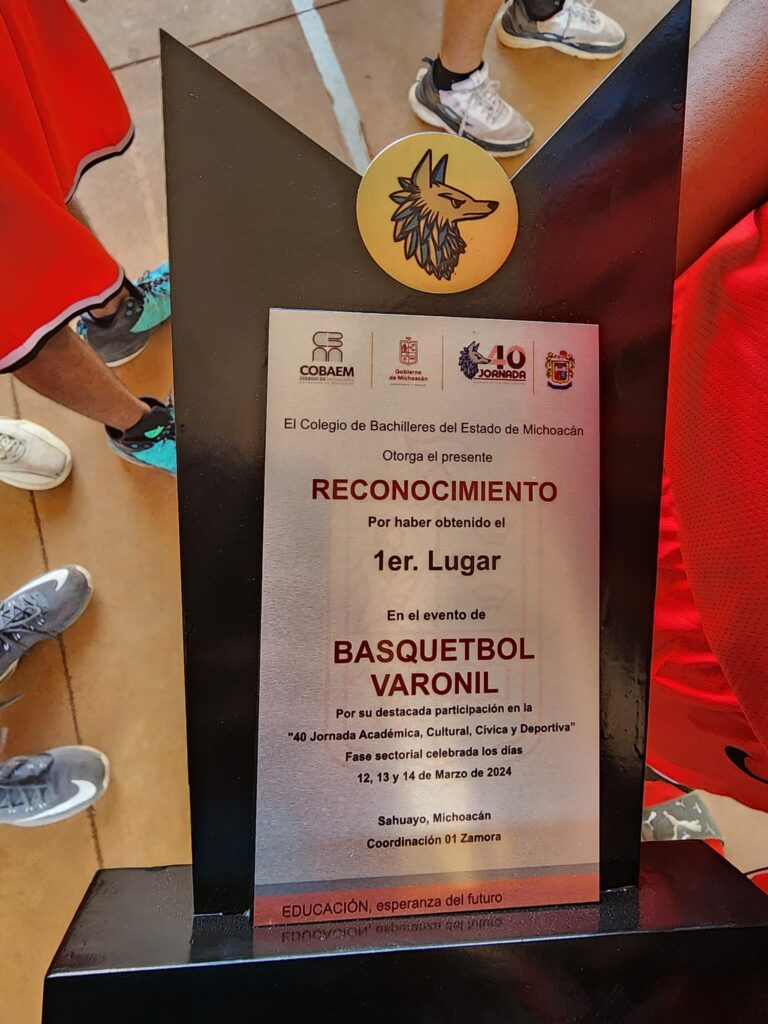 COBAEM
COLEGIO DE BACHILLERES
Gobierno
de Michoacán
40
JORNADA
El Colegio de Bachilleres del Estado de Michoacán
Otorga el presente
RECONOCIMIENTO
Por haber obtenido el
1er. Lugar
En el evento de
BASQUETBOL
VARONIL
Por su destacada participación en la
"40 Jornada Académica, Cultural, Cívica y Deportiva"
Fase sectorial celebrada los días
12, 13 y 14 de Marzo de 2024
Sahuayo, Michoacán
Coordinación 01 Zamora
EDUCACIÓN, esperanza del futuro